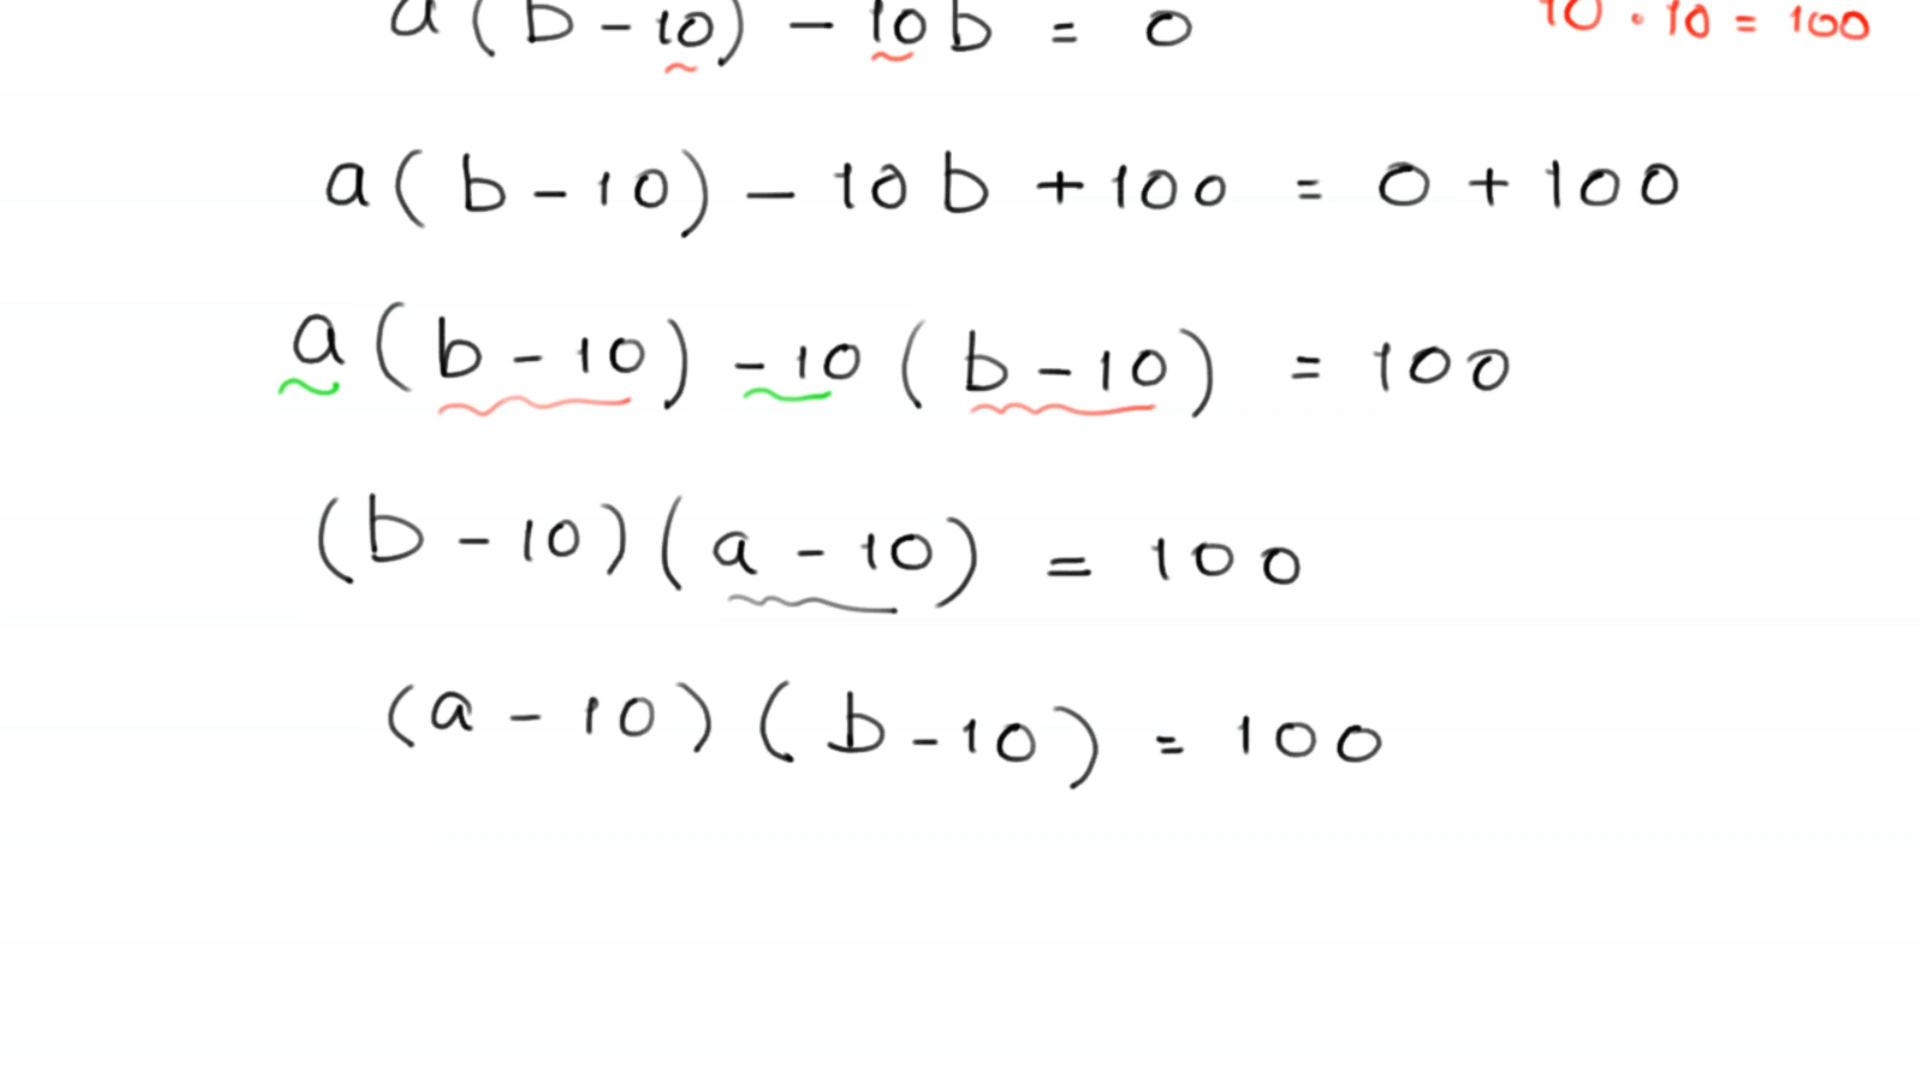 a(b-10) - 10b = 0
10 · 10 = 100
a(b-10) - 10b + 100 = 0 + 100
a(b-10) -10(b-10) = 100
(b-10)(a-10) = 100
(a-10)(b-10) = 100